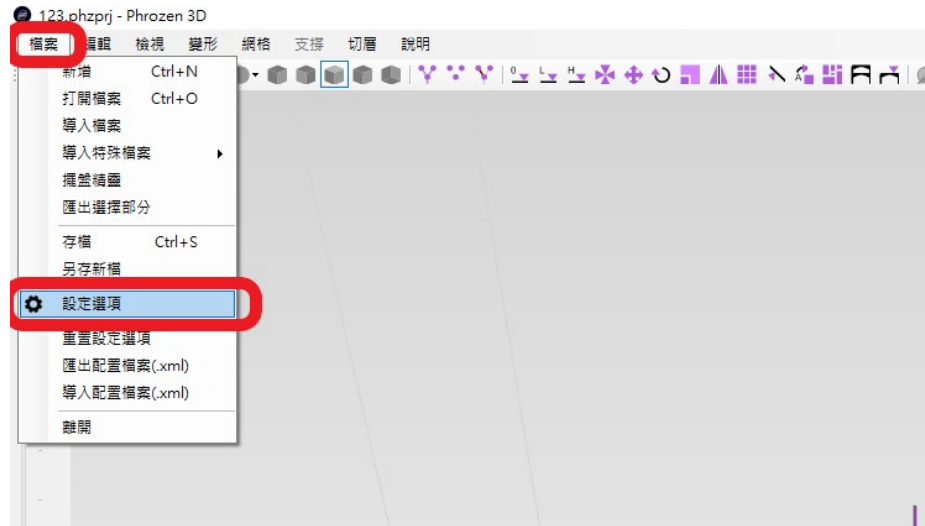 123.phzprj - Phrozen 3D
檔案 編輯 檢視 變形 網格 支撐 切層 說明
新增 Ctrl+N
打開檔案 Ctrl+O
導入檔案
導入特殊檔案
擺盤精靈
匯出選擇部分
存檔 Ctrl+S
另存新檔
設定選項
重置設定選項
匯出配置檔案(.xml)
導入配置檔案(.xml)
離開